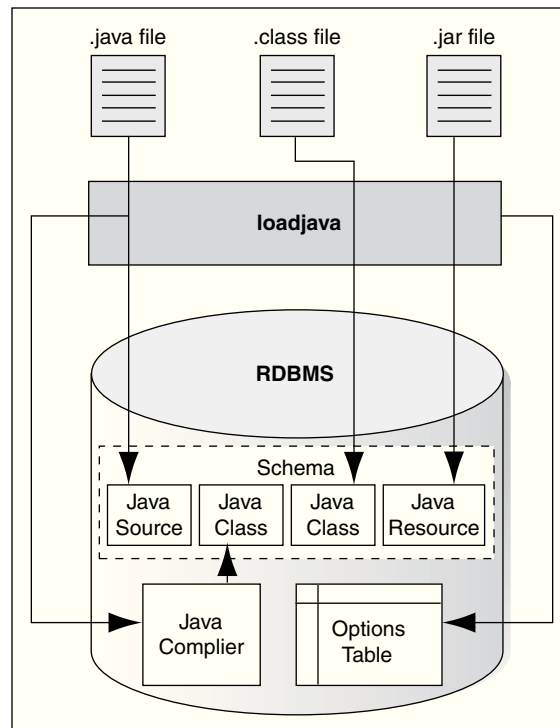 .java file
.class file
.jar file
loadjava
RDBMS
Schema
Java
Source
Java
Class
Java
Class
Java
Resource
Java
Complier
Options
Table